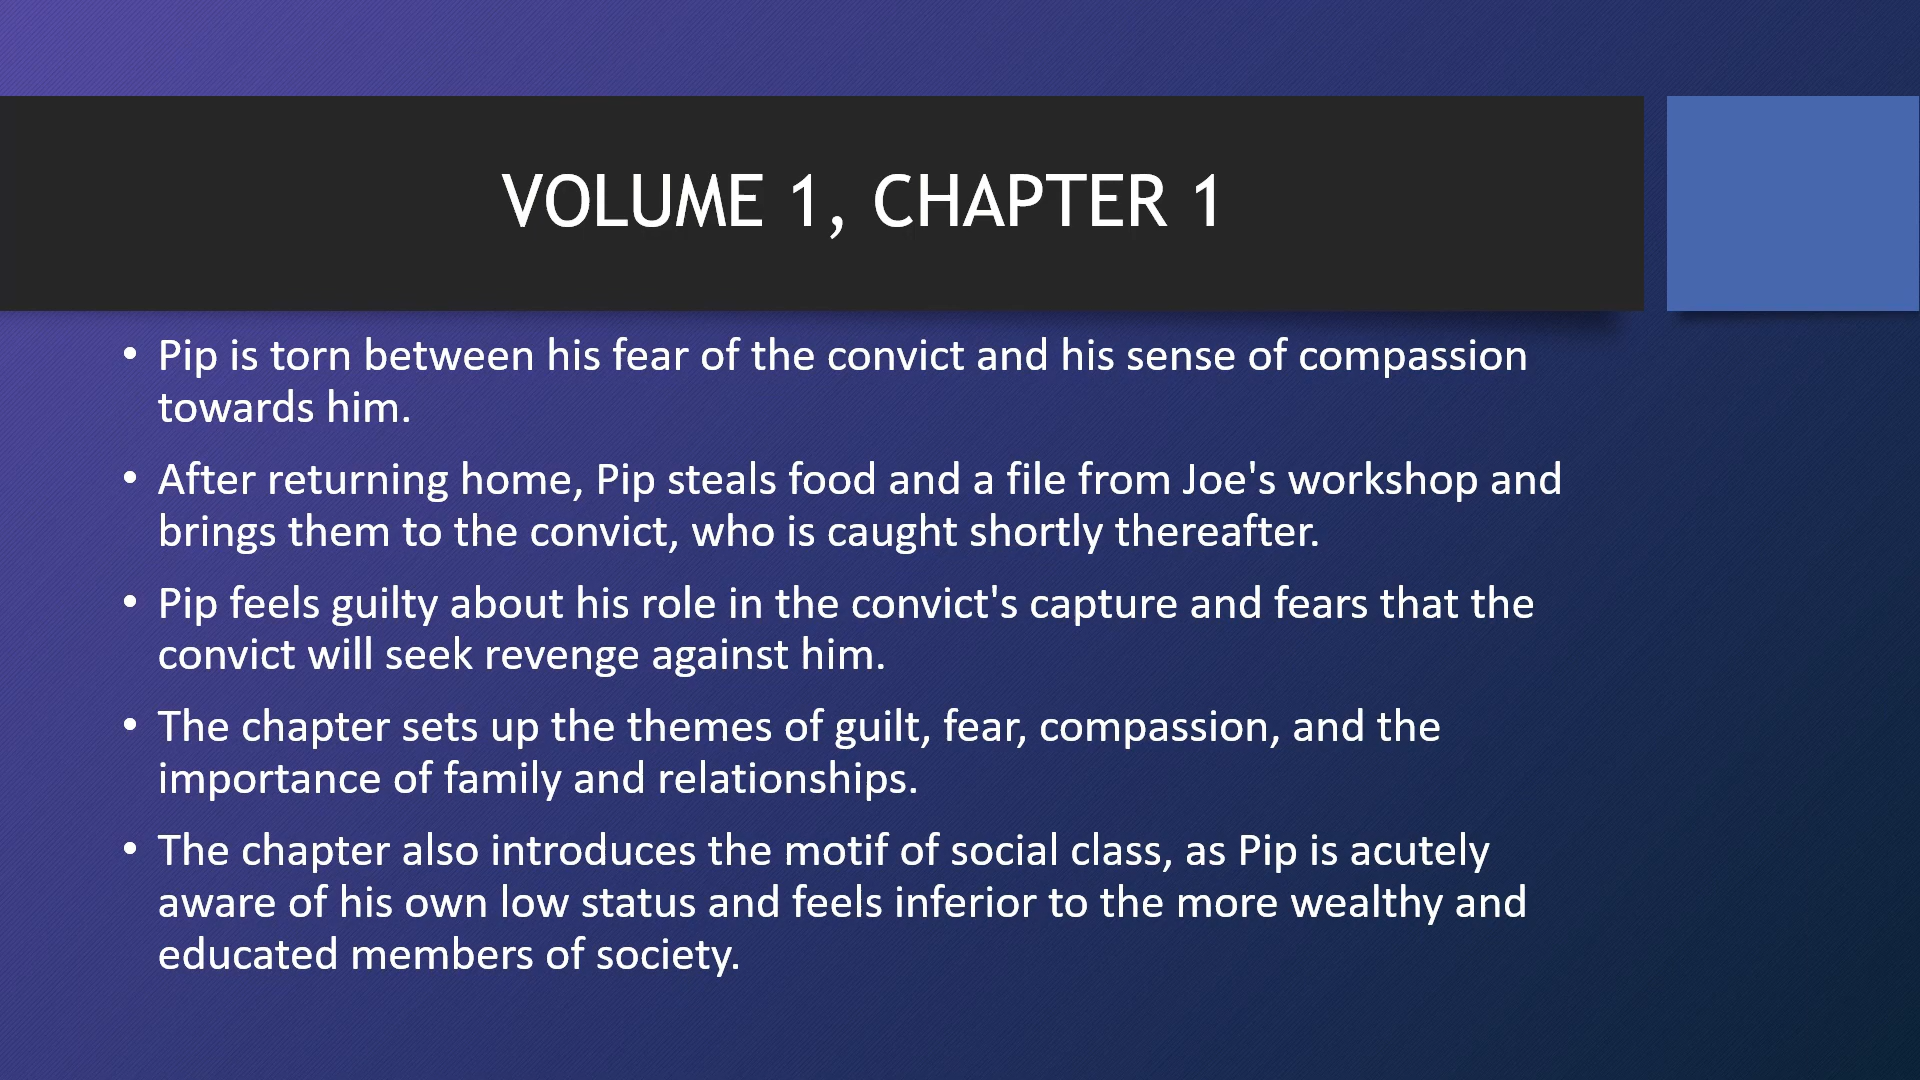 VOLUME 1, CHAPTER 1
• Pip is torn between his fear of the convict and his sense of compassion
towards him.
• After returning home, Pip steals food and a file from Joe's workshop and
brings them to the convict, who is caught shortly thereafter.
• Pip feels guilty about his role in the convict's capture and fears that the
convict will seek revenge against him.
• The chapter sets up the themes of guilt, fear, compassion, and the
importance of family and relationships.
• The chapter also introduces the motif of social class, as Pip is acutely
aware of his own low status and feels inferior to the more wealthy and
educated members of society.